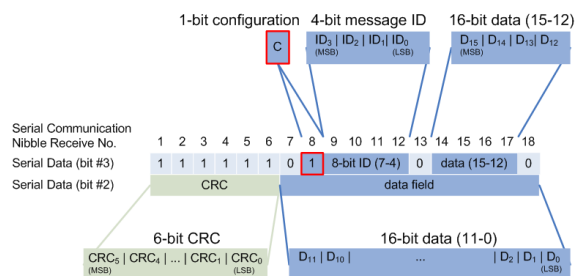 1-bit configuration 4-bit message ID 16-bit data (15-12)
C ID₃ | ID₂ | ID₁ | ID₀ D₁₅ | D₁₄ | D₁₃ | D₁₂
(MSB) (LSB) (MSB)
Serial Communication
Nibble Receive No. 1 2 3 4 5 6 7 8 9 10 11 12 13 14 15 16 17 18
Serial Data (bit #3) 1 1 1 1 1 1 0 1 8-bit ID (7-4) 0 data (15-12) 0
Serial Data (bit #2) CRC data field
6-bit CRC 16-bit data (11-0)
CRC₅ | CRC₄ | ... | CRC₁ | CRC₀ D₁₁ | D₁₀ | ... | D₂ | D₁ | D₀
(MSB) (LSB) (LSB)